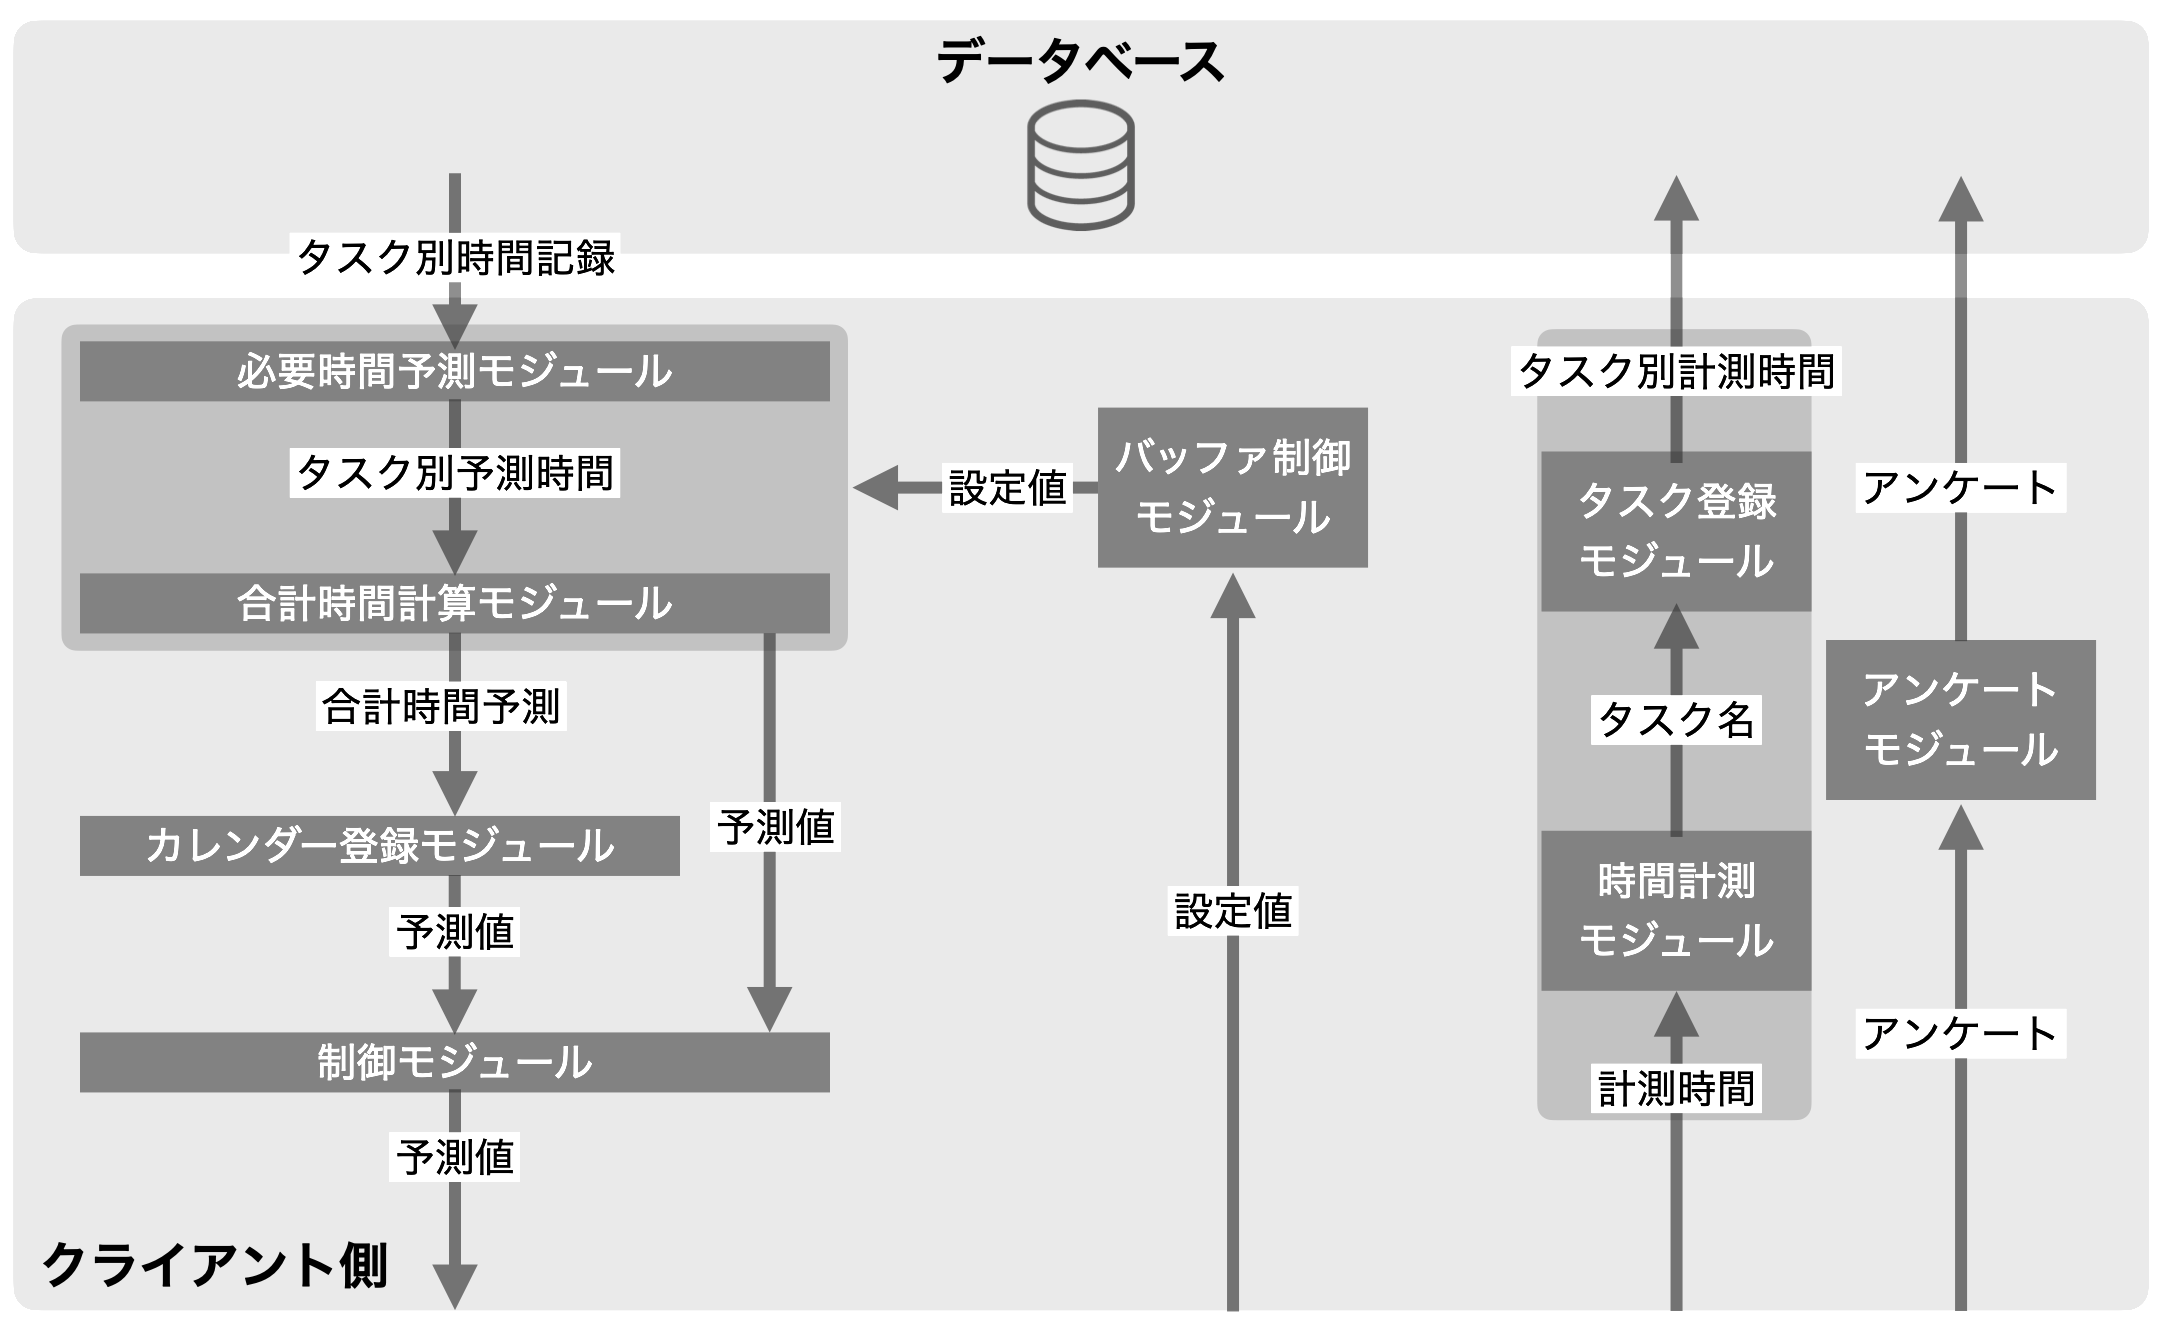 データベース
タスク別時間記録
必要時間予測モジュール
タスク別予測時間
合計時間計算モジュール
合計時間予測
予測値
カレンダー登録モジュール
予測値
制御モジュール
予測値
クライアント側
設定値
バッファ制御
モジュール
設定値
タスク別計測時間
タスク登録
モジュール
タスク名
時間計測
モジュール
計測時間
アンケート
アンケート
モジュール
アンケート